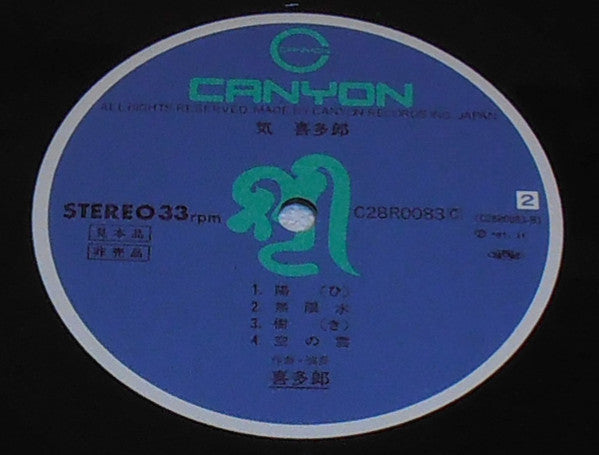 CANYON
CANYON
ALL RIGHTS RESERVED. MADE BY CANYON RECORDS INC. JAPAN
気 喜多郎
2
STEREO 33 rpm
C28R0083 C
(C28R0083-B)
見本品
非売品
1. 陽 (ひ)
2. 無限水
3. (き)
4 空の雲
作曲・演奏
喜多郎